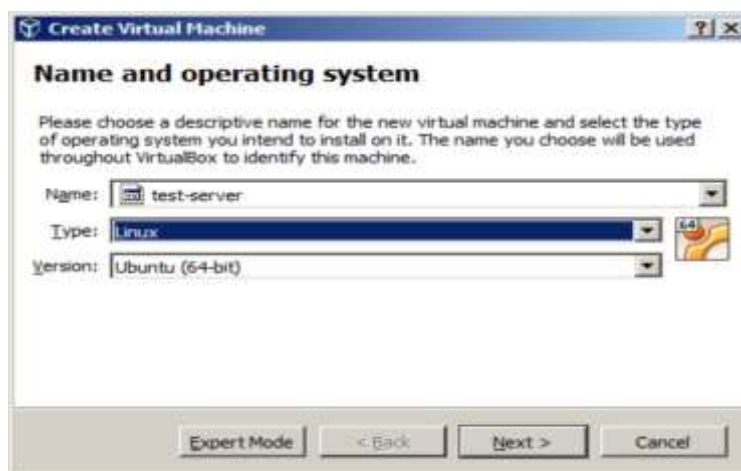 Create Virtual Machine
Name and operating system
Please choose a descriptive name for the new virtual machine and select the type
of operating system you intend to install on it. The name you choose will be used
throughout VirtualBox to identify this machine.
Name: test-server
Type: Linux
64
Version: Ubuntu (64-bit)
Expert Mode < Back Next > Cancel